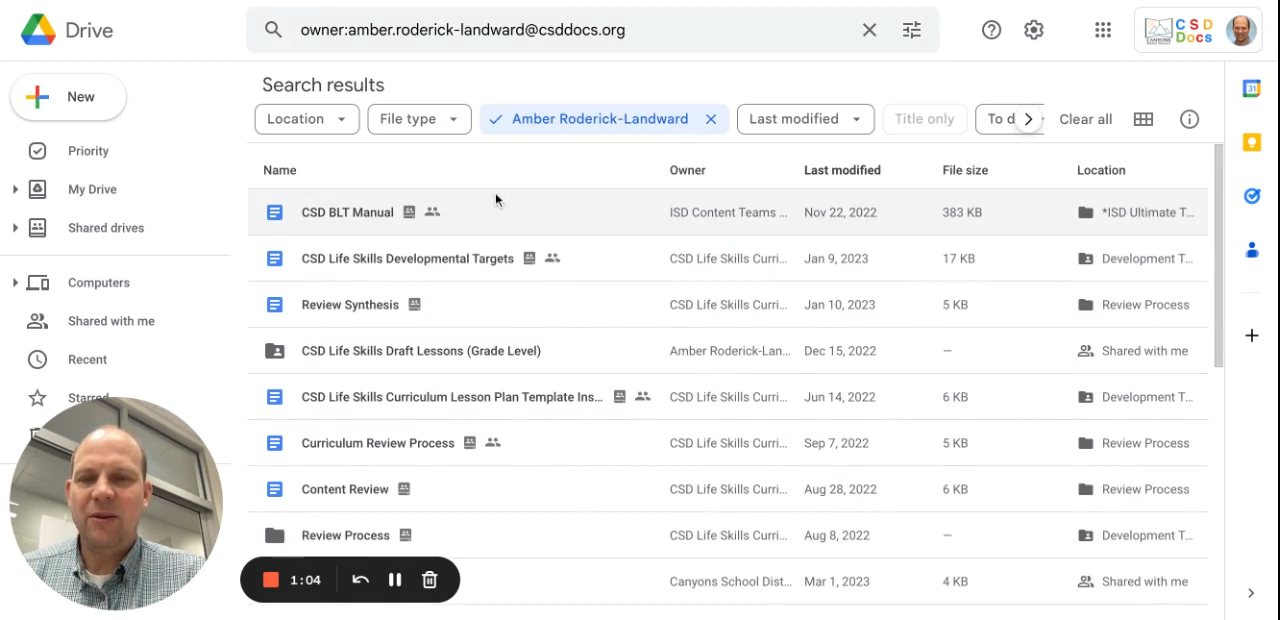 Drive
owner:amber.roderick-landward@csddocs.org
CSD
Docs
CANYONS
New
Search results
Location
File type
Amber Roderick-Landward
Last modified
Title only
To d
Clear all
31
Priority
My Drive
Shared drives
Computers
Shared with me
Recent
Starred
Name Owner Last modified File size Location
CSD BLT Manual ISD Content Teams ... Nov 22, 2022 383 KB *ISD Ultimate T...
CSD Life Skills Developmental Targets CSD Life Skills Curri... Jan 9, 2023 17 KB Development T...
Review Synthesis CSD Life Skills Curri... Jan 10, 2023 5 KB Review Process
CSD Life Skills Draft Lessons (Grade Level) Amber Roderick-Lan... Dec 15, 2022 — Shared with me
CSD Life Skills Curriculum Lesson Plan Template Ins... CSD Life Skills Curri... Jun 14, 2022 6 KB Development T...
Curriculum Review Process CSD Life Skills Curri... Sep 7, 2022 5 KB Review Process
Content Review CSD Life Skills Curri... Aug 28, 2022 6 KB Review Process
Review Process CSD Life Skills Curri... Aug 8, 2022 — Development T...
Canyons School Dist... Mar 1, 2023 4 KB Shared with me
1:04